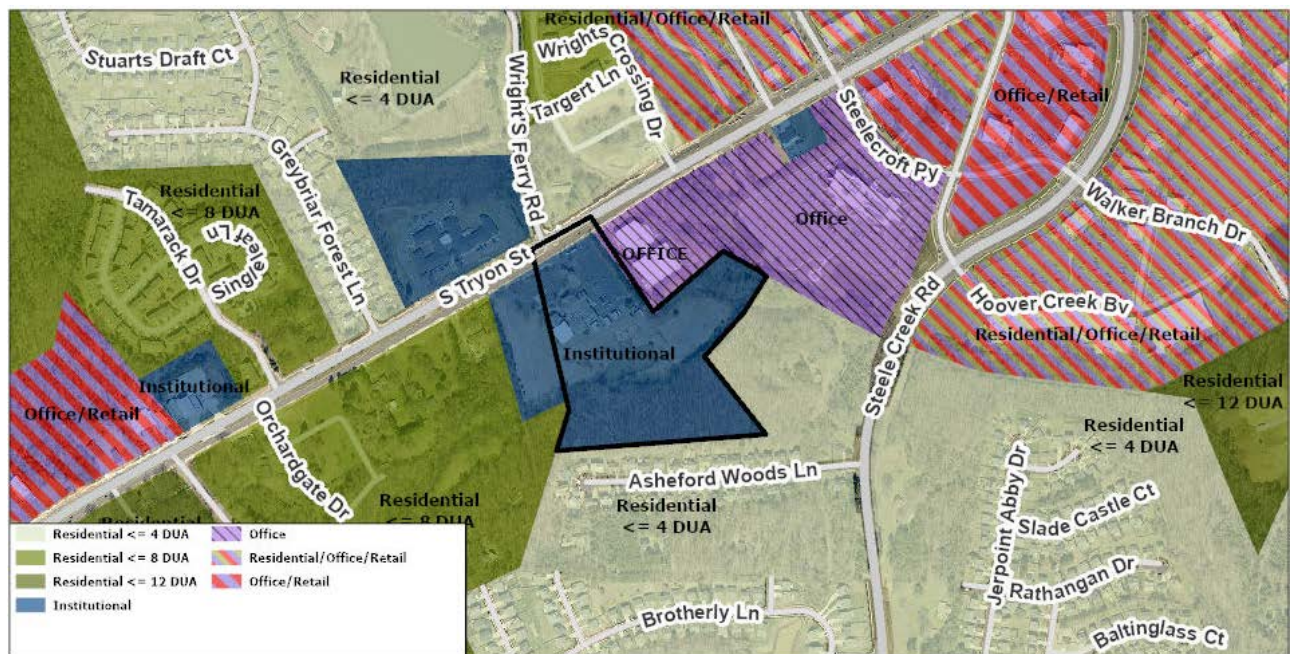 Residential/Office/Retail
Stuarts Draft Ct
Wrights Crossing Dr
Residential
<= 4 DUA
Targert Ln
Wright'S Ferry Rd
Steelecroft Py
Office/Retail
Greybriar Forest Ln
Residential
<= 8 DUA
Tamarack Dr
Singleleaf Ln
Office
Walker Branch Dr
OFFICE
S Tryon St
Hoover Creek Bv
Residential/Office/Retail
Institutional
Institutional
Steele Creek Rd
Office/Retail
Orchardgate Dr
Residential
<= 12 DUA
Residential
<= 4 DUA
Asheford Woods Ln
Residential
<= 8 DUA
Residential
<= 4 DUA
Jerpoint Abby Dr
Slade Castle Ct
Rathangan Dr
Brotherly Ln
Baltinglass Ct
Residential
Residential <= 4 DUA
Office
Residential <= 8 DUA
Residential/Office/Retail
Residential <= 12 DUA
Office/Retail
Institutional